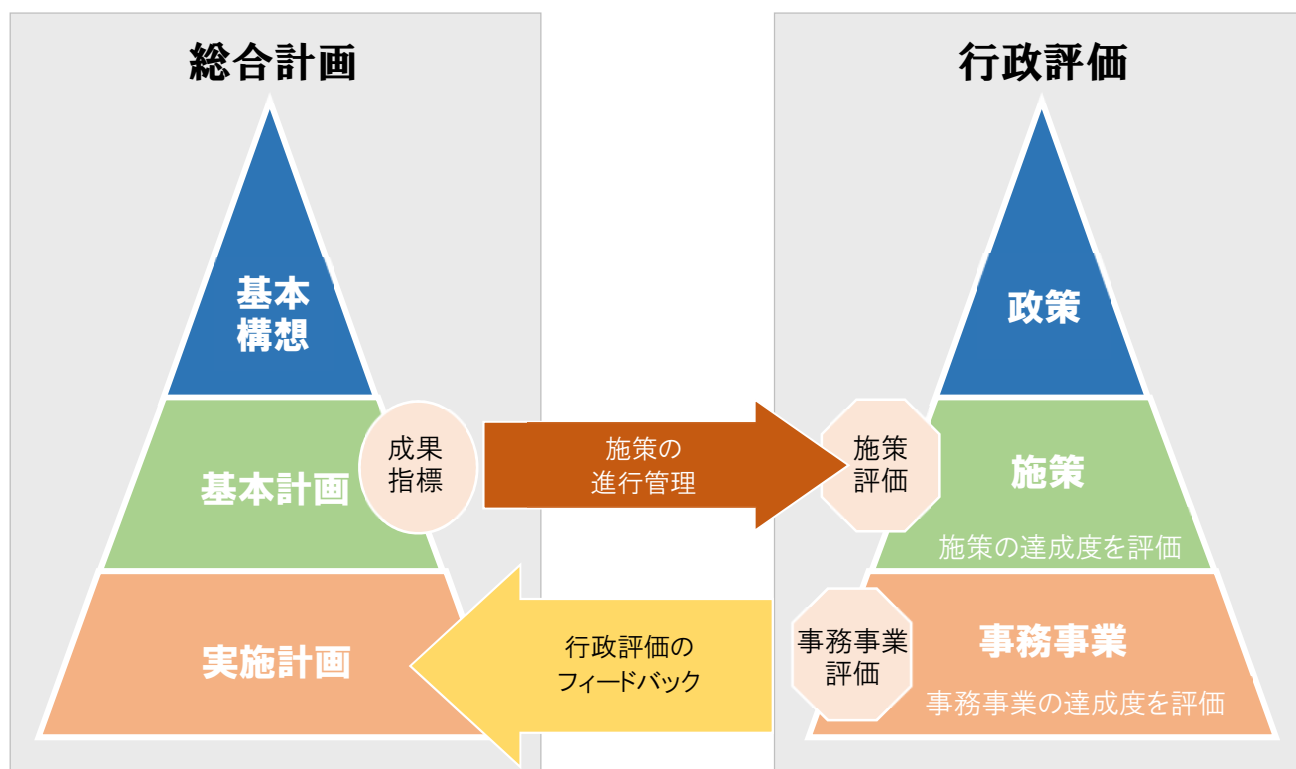 総合計画
基本
構想
基本計画
成果
指標
実施計画
施策の
進行管理
行政評価の
フィードバック
行政評価
政策
施策
評価
施策
施策の達成度を評価
事務事業
評価
事務事業
事務事業の達成度を評価